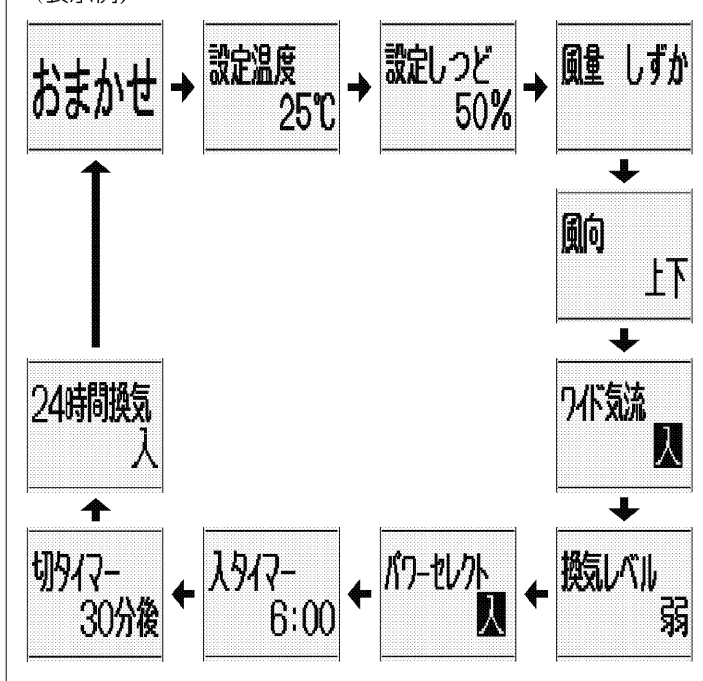 おまかせ
設定温度
25℃
設定しつど
50%
風量 しずか
風向
上下
ワイド気流
入
換気レベル
弱
パワーセレクト
入
入タイマー
6:00
切タイマー
30分後
24時間換気
入